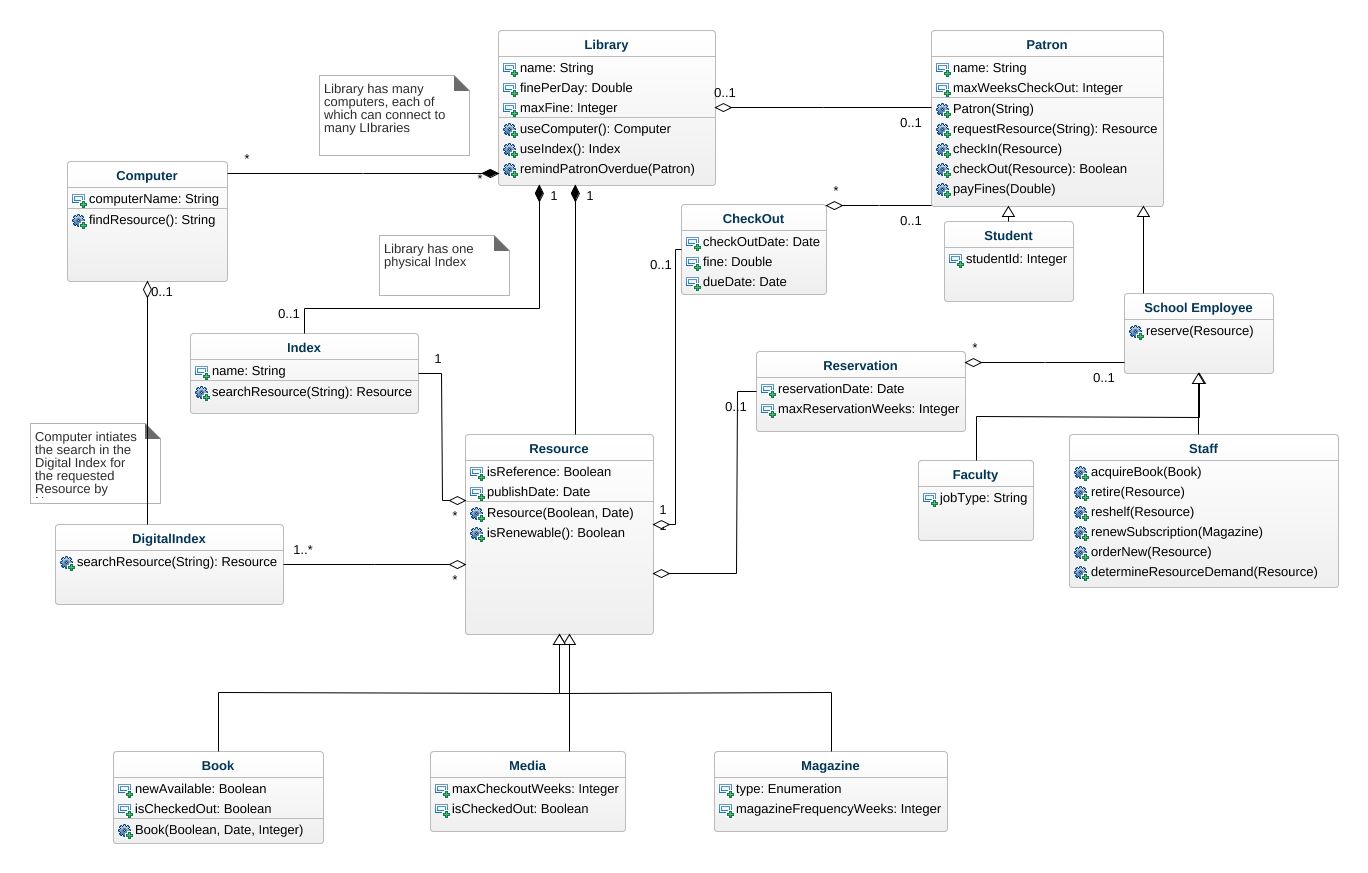 Library
name: String
finePerDay: Double
maxFine: Integer
useComputer(): Computer
useIndex(): Index
remindPatronOverdue(Patron)
Patron
name: String
maxWeeksCheckOut: Integer
Patron(String)
requestResource(String): Resource
checkIn(Resource)
checkOut(Resource): Boolean
payFines(Double)
Library has many
computers, each of
which can connect to
many LIbraries
0..1
0..1
*
*
Computer
computerName: String
findResource(): String
1
1
*
0..1
CheckOut
checkOutDate: Date
fine: Double
dueDate: Date
0..1
Student
studentId: Integer
Library has one
physical Index
0..1
0..1
School Employee
reserve(Resource)
Index
name: String
searchResource(String): Resource
1
Reservation
reservationDate: Date
maxReservationWeeks: Integer
*
0..1
0..1
Computer intiates
the search in the
Digital Index for
the requested
Resource by
Resource
isReference: Boolean
publishDate: Date
Resource(Boolean, Date)
isRenewable(): Boolean
*
1
Faculty
jobType: String
Staff
acquireBook(Book)
retire(Resource)
reshelf(Resource)
renewSubscription(Magazine)
orderNew(Resource)
determineResourceDemand(Resource)
DigitalIndex
searchResource(String): Resource
1..*
*
Book
newAvailable: Boolean
isCheckedOut: Boolean
Book(Boolean, Date, Integer)
Media
maxCheckoutWeeks: Integer
isCheckedOut: Boolean
Magazine
type: Enumeration
magazineFrequencyWeeks: Integer